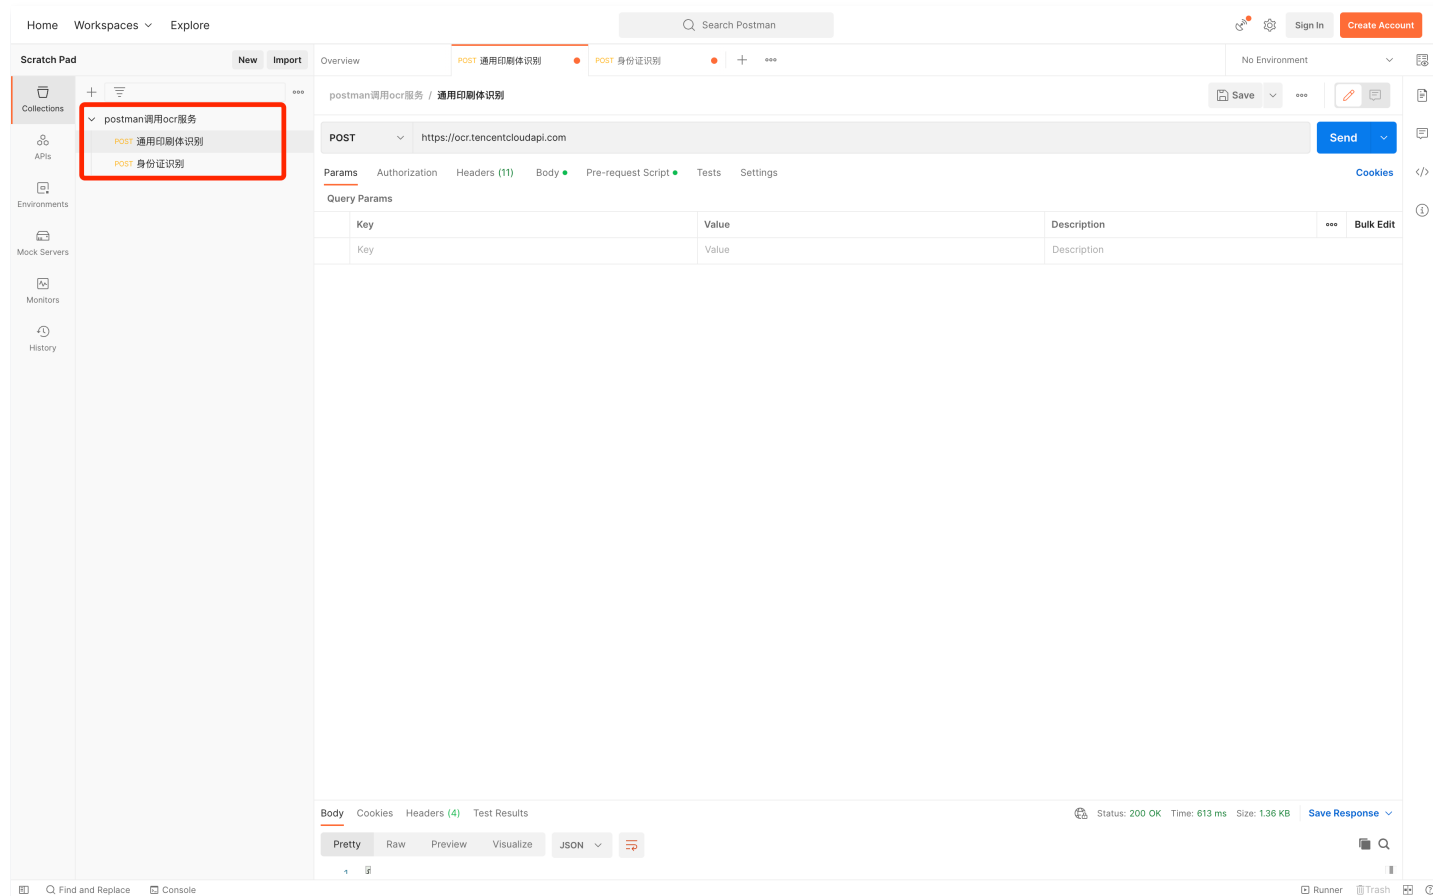 Home Workspaces Explore Search Postman Sign In Create Account
Scratch Pad New Import Overview POST 通用印刷体识别 POST 身份证识别 No Environment
Collections
postman调用ocr服务 / 通用印刷体识别 Save
postman调用ocr服务
POST 通用印刷体识别
POST 身份证识别
APIs
Environments
Mock Servers
Monitors
History
POST https://ocr.tencentcloudapi.com Send
Params Authorization Headers (11) Body Pre-request Script Tests Settings Cookies
Query Params
Key Value Description Bulk Edit
Key Value Description
Body Cookies Headers (4) Test Results Status: 200 OK Time: 613 ms Size: 1.36 KB Save Response
Pretty Raw Preview Visualize JSON
1
Find and Replace Console Runner Trash